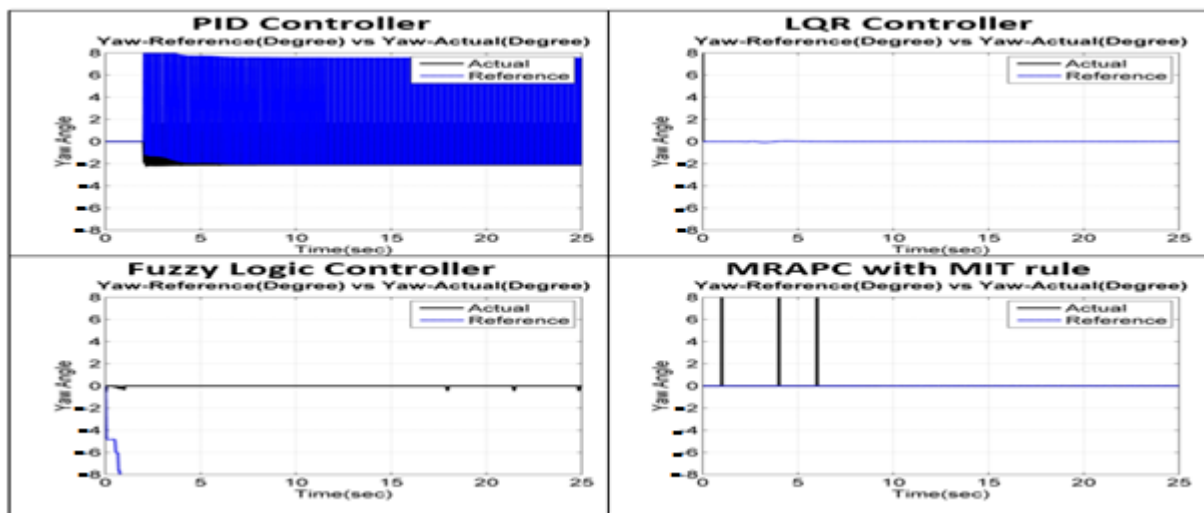 PID Controller
Yaw-Reference(Degree) vs Yaw-Actual(Degree)
8
6
4
2
0
-2
-4
-6
-8
Yaw Angle
Actual
Reference
0 5 10 15 20 25
Time(sec)
LQR Controller
Yaw-Reference(Degree) vs Yaw-Actual(Degree)
8
6
4
2
0
-2
-4
-6
-8
Yaw Angle
Actual
Reference
0 5 10 15 20 25
Time(sec)
Fuzzy Logic Controller
Yaw-Reference(Degree) vs Yaw-Actual(Degree)
8
6
4
2
0
-2
-4
-6
-8
Yaw Angle
Actual
Reference
0 5 10 15 20 25
Time(sec)
MRAPC with MIT rule
Yaw-Reference(Degree) vs Yaw-Actual(Degree)
8
6
4
2
0
-2
-4
-6
-8
Yaw Angle
Actual
Reference
0 5 10 15 20 25
Time(sec)